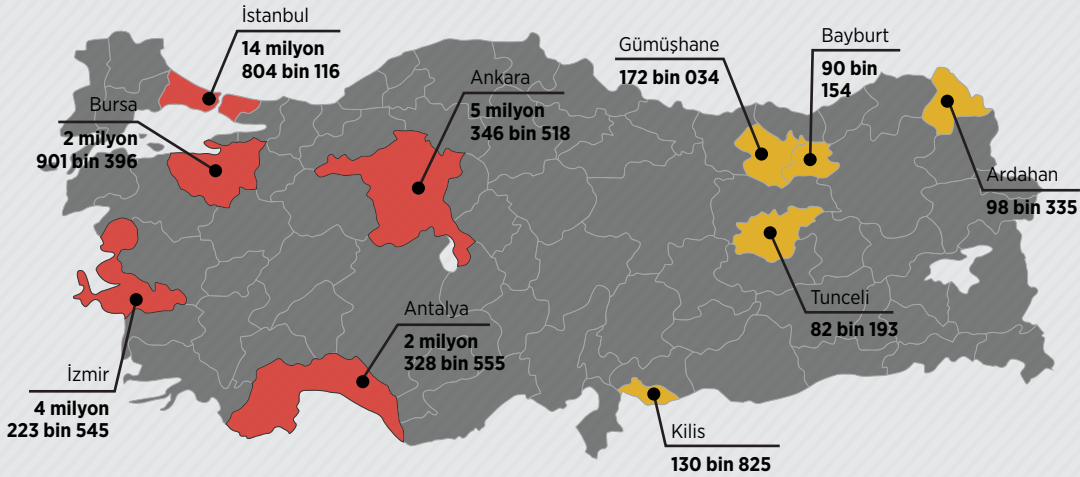 İstanbul
14 milyon
804 bin 116
Bursa
2 milyon
901 bin 396
Ankara
5 milyon
346 bin 518
Gümüşhane
172 bin 034
Bayburt
90 bin
154
Ardahan
98 bin 335
Tunceli
82 bin 193
Antalya
2 milyon
328 bin 555
İzmir
4 milyon
223 bin 545
Kilis
130 bin 825